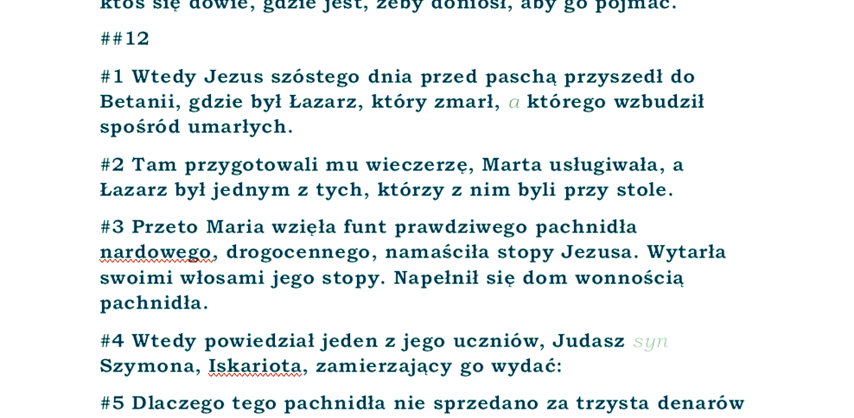 ktoś się dowie, gdzie jest, żeby doniósł, aby go pojmać.
##12
#1 Wtedy Jezus szóstego dnia przed paschą przyszedł do
Betanii, gdzie był Łazarz, który zmarł, a którego wzbudził
spośród umarłych.
#2 Tam przygotowali mu wieczerzę, Marta usługiwała, a
Łazarz był jednym z tych, którzy z nim byli przy stole.
#3 Przeto Maria wzięła funt prawdziwego pachnidła
nardowego, drogocennego, namaściła stopy Jezusa. Wytarła
swoimi włosami jego stopy. Napełnił się dom wonnością
pachnidła.
#4 Wtedy powiedział jeden z jego uczniów, Judasz syn
Szymona, Iskariota, zamierzający go wydać:
#5 Dlaczego tego pachnidła nie sprzedano za trzysta denarów